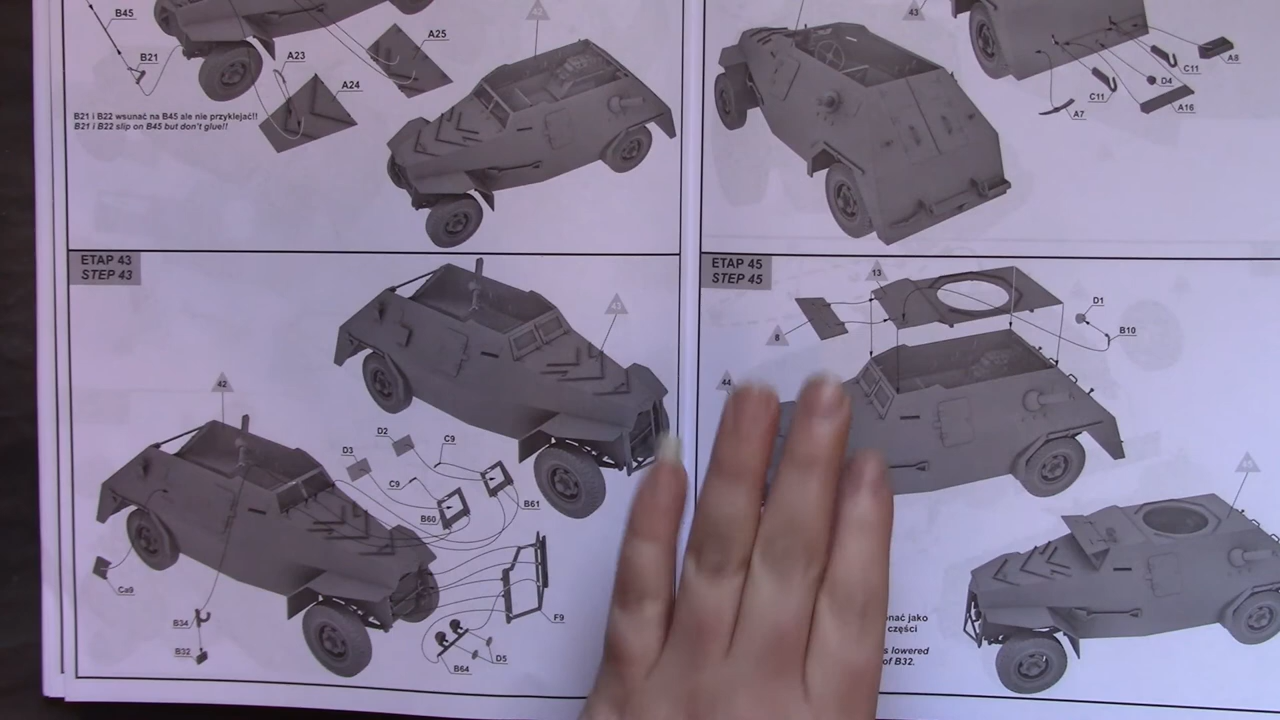 B45
B21
A23
A25
A24
B21 i B22 wsunać na B45 ale nie przyklejać!!
B21 i B22 slip on B45 but don't glue!!
42
43
C11
A8
D4
C11
A7
A16
ETAP 43
STEP 43
42
D2
C9
D3
C9
B61
B60
Ca9
B34
B32
F9
D5
B64
ETAP 45
STEP 45
13
D1
8
B10
44
nać jako
części
s lowered
of B32.